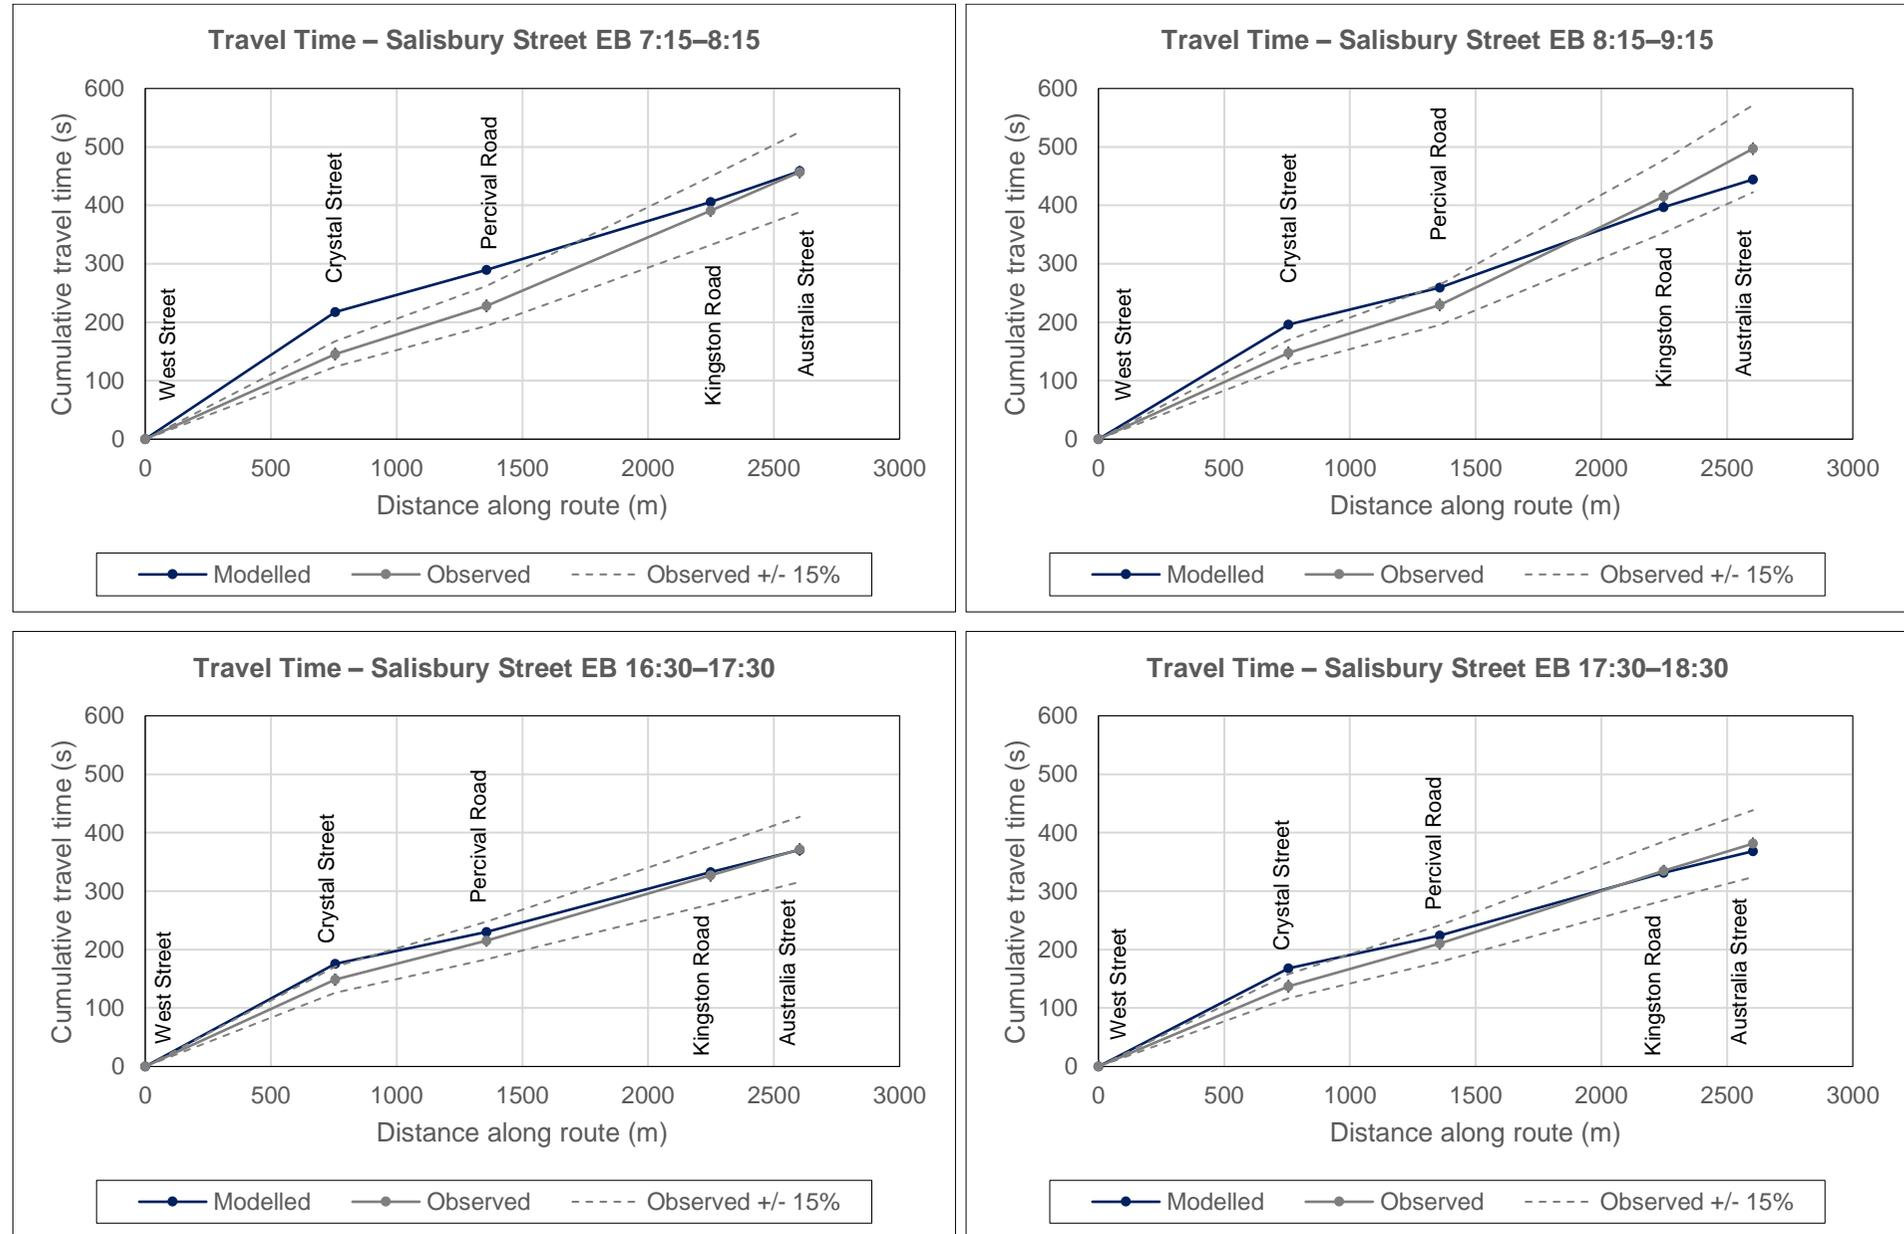 Travel Time – Salisbury Street EB 7:15–8:15
Cumulative travel time (s)
600
500
400
300
200
100
0
West Street
Crystal Street
Percival Road
Kingston Road
Australia Street
0 500 1000 1500 2000 2500 3000
Distance along route (m)
Modelled Observed Observed +/- 15%
Travel Time – Salisbury Street EB 8:15–9:15
Cumulative travel time (s)
600
500
400
300
200
100
0
West Street
Crystal Street
Percival Road
Kingston Road
Australia Street
0 500 1000 1500 2000 2500 3000
Distance along route (m)
Modelled Observed Observed +/- 15%
Travel Time – Salisbury Street EB 16:30–17:30
Cumulative travel time (s)
600
500
400
300
200
100
0
West Street
Crystal Street
Percival Road
Kingston Road
Australia Street
0 500 1000 1500 2000 2500 3000
Distance along route (m)
Modelled Observed Observed +/- 15%
Travel Time – Salisbury Street EB 17:30–18:30
Cumulative travel time (s)
600
500
400
300
200
100
0
West Street
Crystal Street
Percival Road
Kingston Road
Australia Street
0 500 1000 1500 2000 2500 3000
Distance along route (m)
Modelled Observed Observed +/- 15%